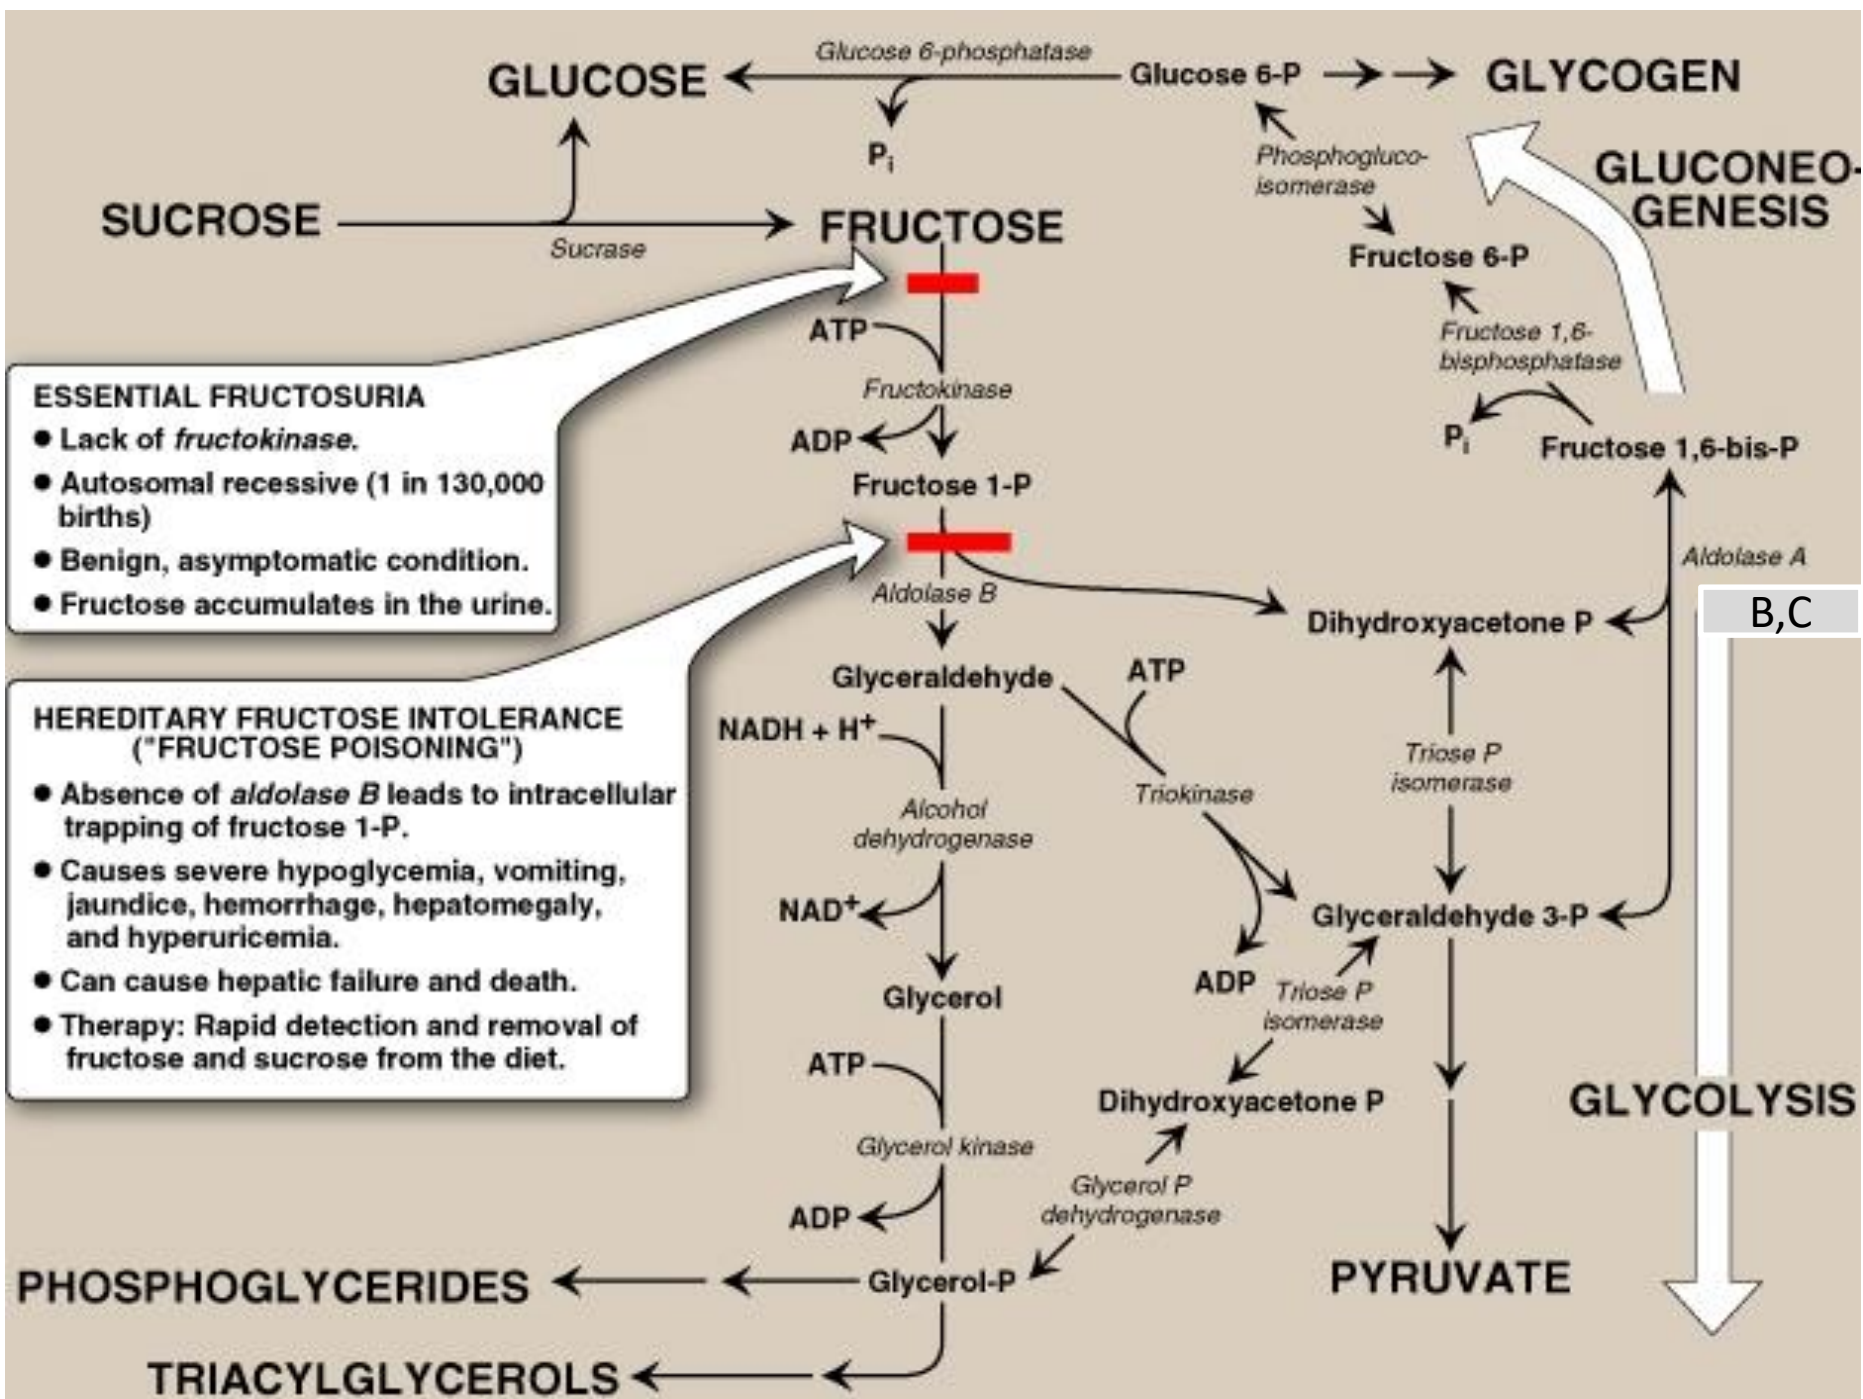 Glucose 6-phosphatase
GLUCOSE
Glucose 6-P
GLYCOGEN
Pi
Phosphogluco-
isomerase
GLUCONEO-
GENESIS
SUCROSE
Sucrase
FRUCTOSE
Fructose 6-P
ATP
Fructose 1,6-
bisphosphatase
Fructokinase
ADP
Pi
Fructose 1,6-bis-P
Fructose 1-P
ESSENTIAL FRUCTOSURIA
● Lack of fructokinase.
● Autosomal recessive (1 in 130,000
births)
● Benign, asymptomatic condition.
● Fructose accumulates in the urine.
Aldolase A
B,C
Aldolase B
Dihydroxyacetone P
Glyceraldehyde
ATP
HEREDITARY FRUCTOSE INTOLERANCE
("FRUCTOSE POISONING")
● Absence of aldolase B leads to intracellular
trapping of fructose 1-P.
● Causes severe hypoglycemia, vomiting,
jaundice, hemorrhage, hepatomegaly,
and hyperuricemia.
● Can cause hepatic failure and death.
● Therapy: Rapid detection and removal of
fructose and sucrose from the diet.
NADH + H+
Triose P
isomerase
Triokinase
Alcohol
dehydrogenase
NAD+
Glyceraldehyde 3-P
ADP
Triose P
isomerase
Glycerol
ATP
Dihydroxyacetone P
GLYCOLYSIS
Glycerol kinase
Glycerol P
dehydrogenase
ADP
PHOSPHOGLYCERIDES
Glycerol-P
PYRUVATE
TRIACYLGLYCEROLS